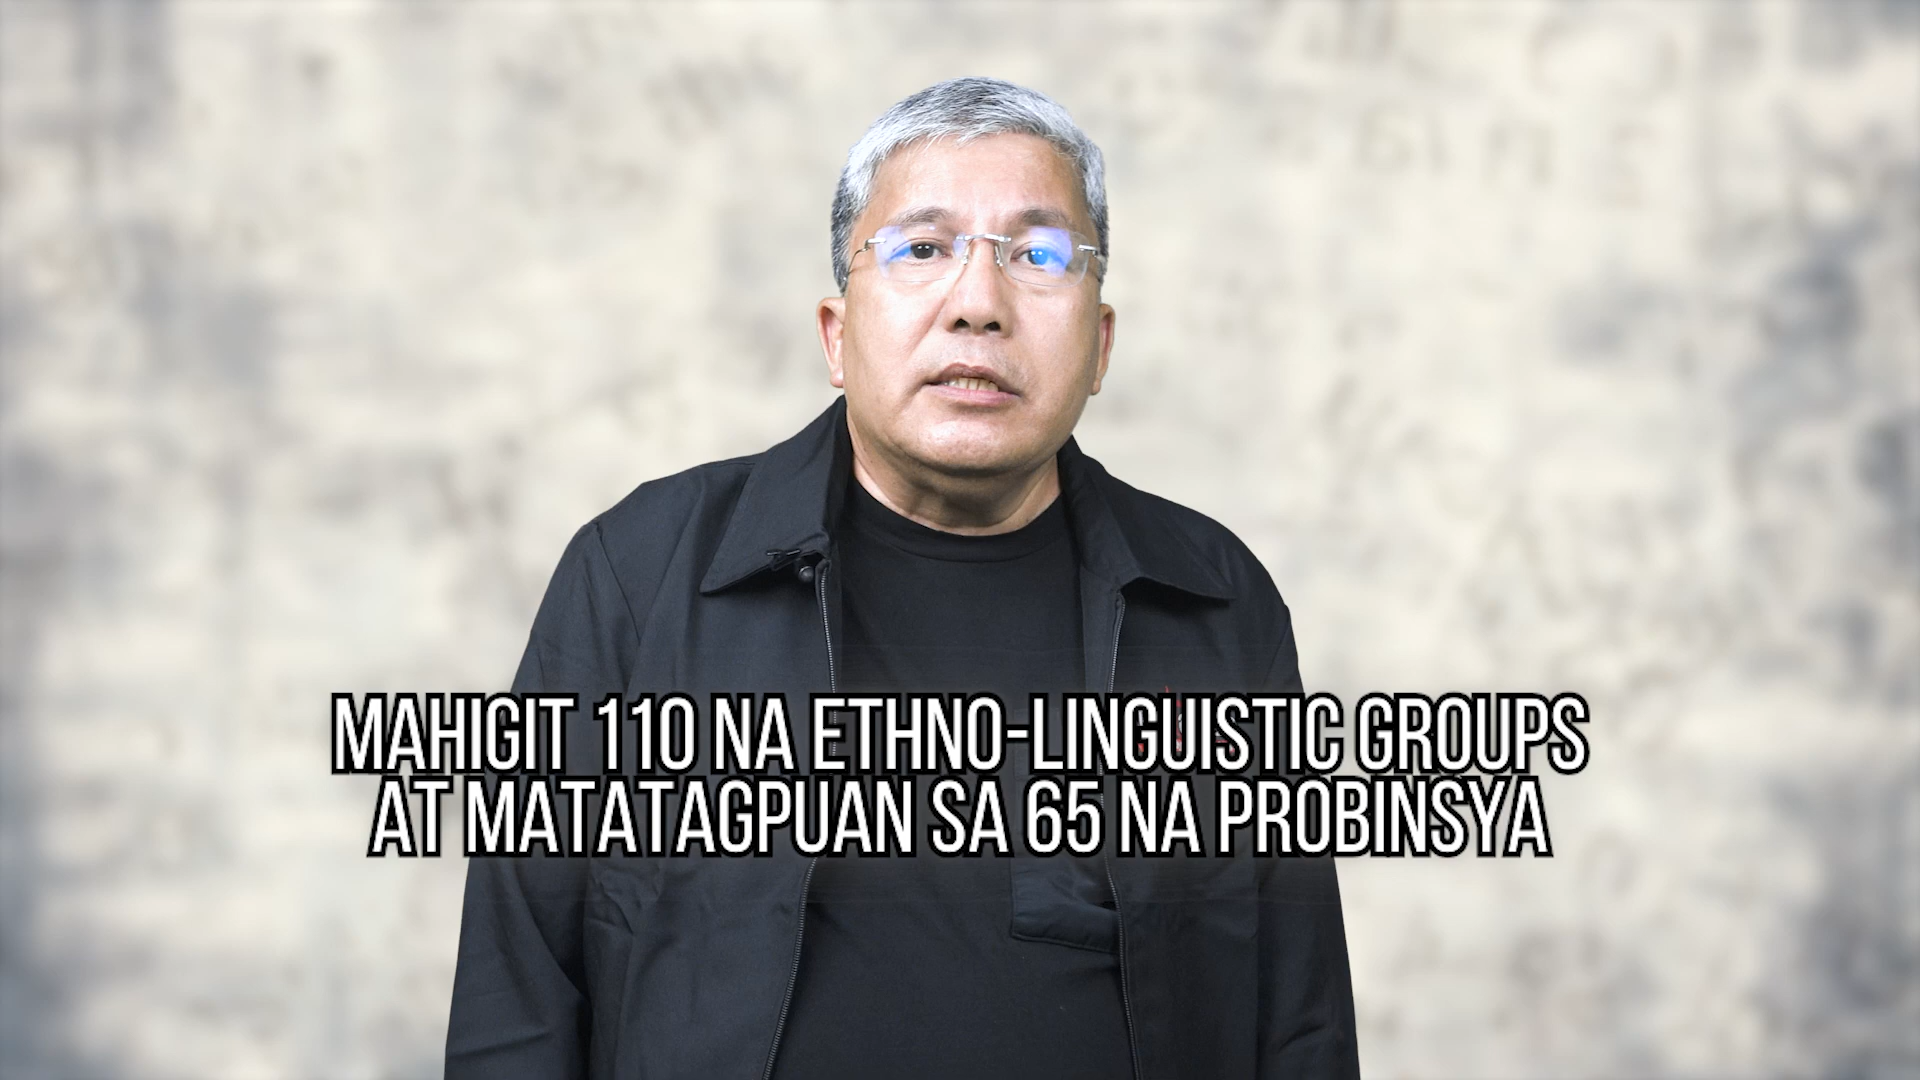 MAHIGIT 110 NA ETHNO-LINGUISTIC GROUPS
AT MATATAGPUAN SA 65 NA PROBINSYA